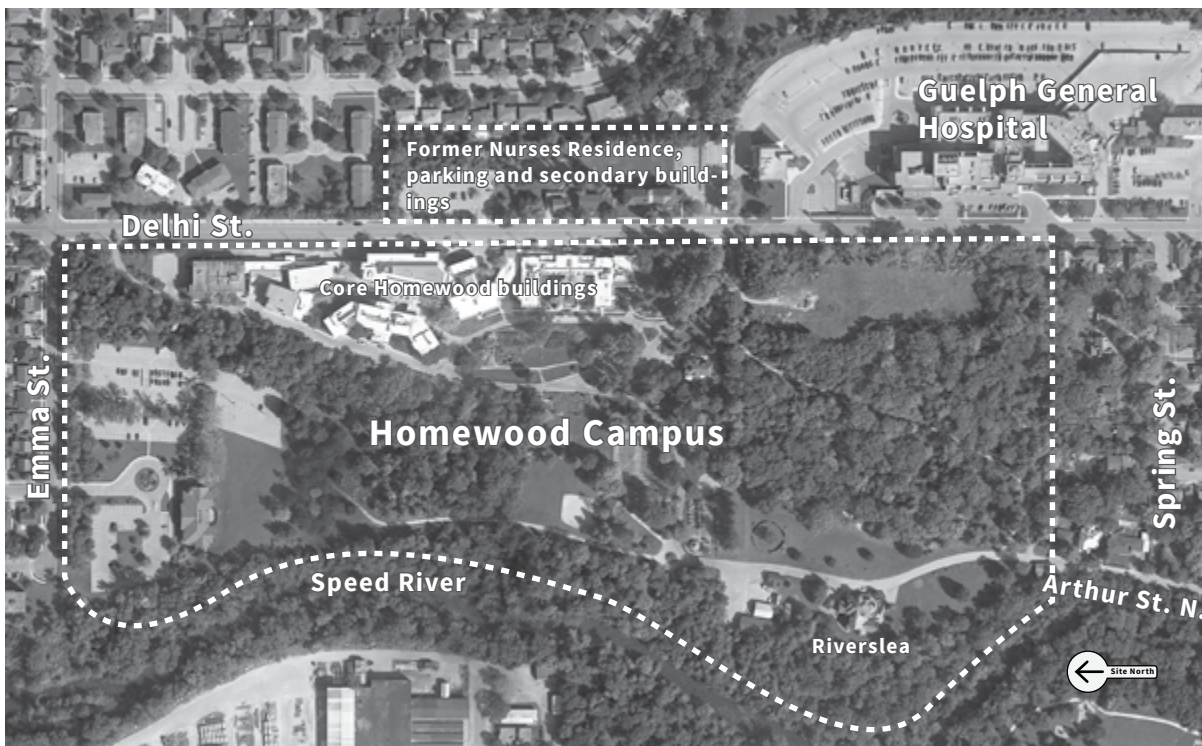 Guelph General
Hospital
Former Nurses Residence,
parking and secondary build-
ings
Delhi St.
Core Homewood buildings
Emma St.
Homewood Campus
Spring St.
Speed River
Arthur St. N.
Riverslea
Site North